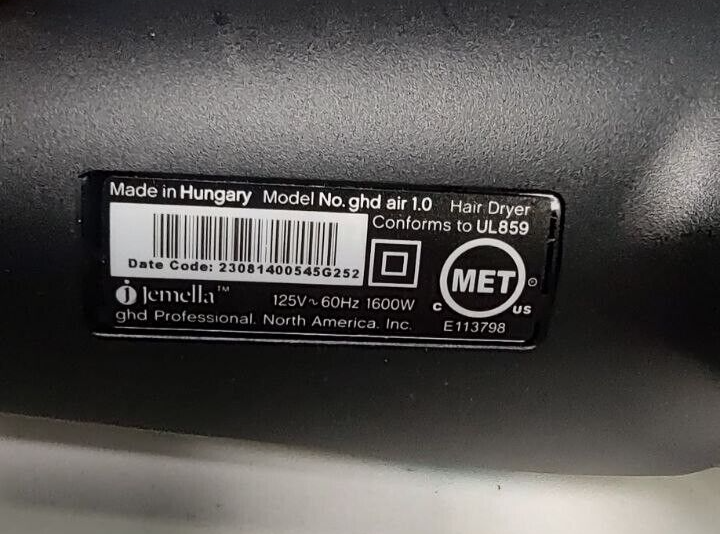 Made in Hungary Model No. ghd air 1.0 Hair Dryer
Conforms to UL859
Date Code: 23081400545G252
Jemella™
125V~60Hz 1600W
ghd Professional. North America. Inc.
MET
C US
E113798